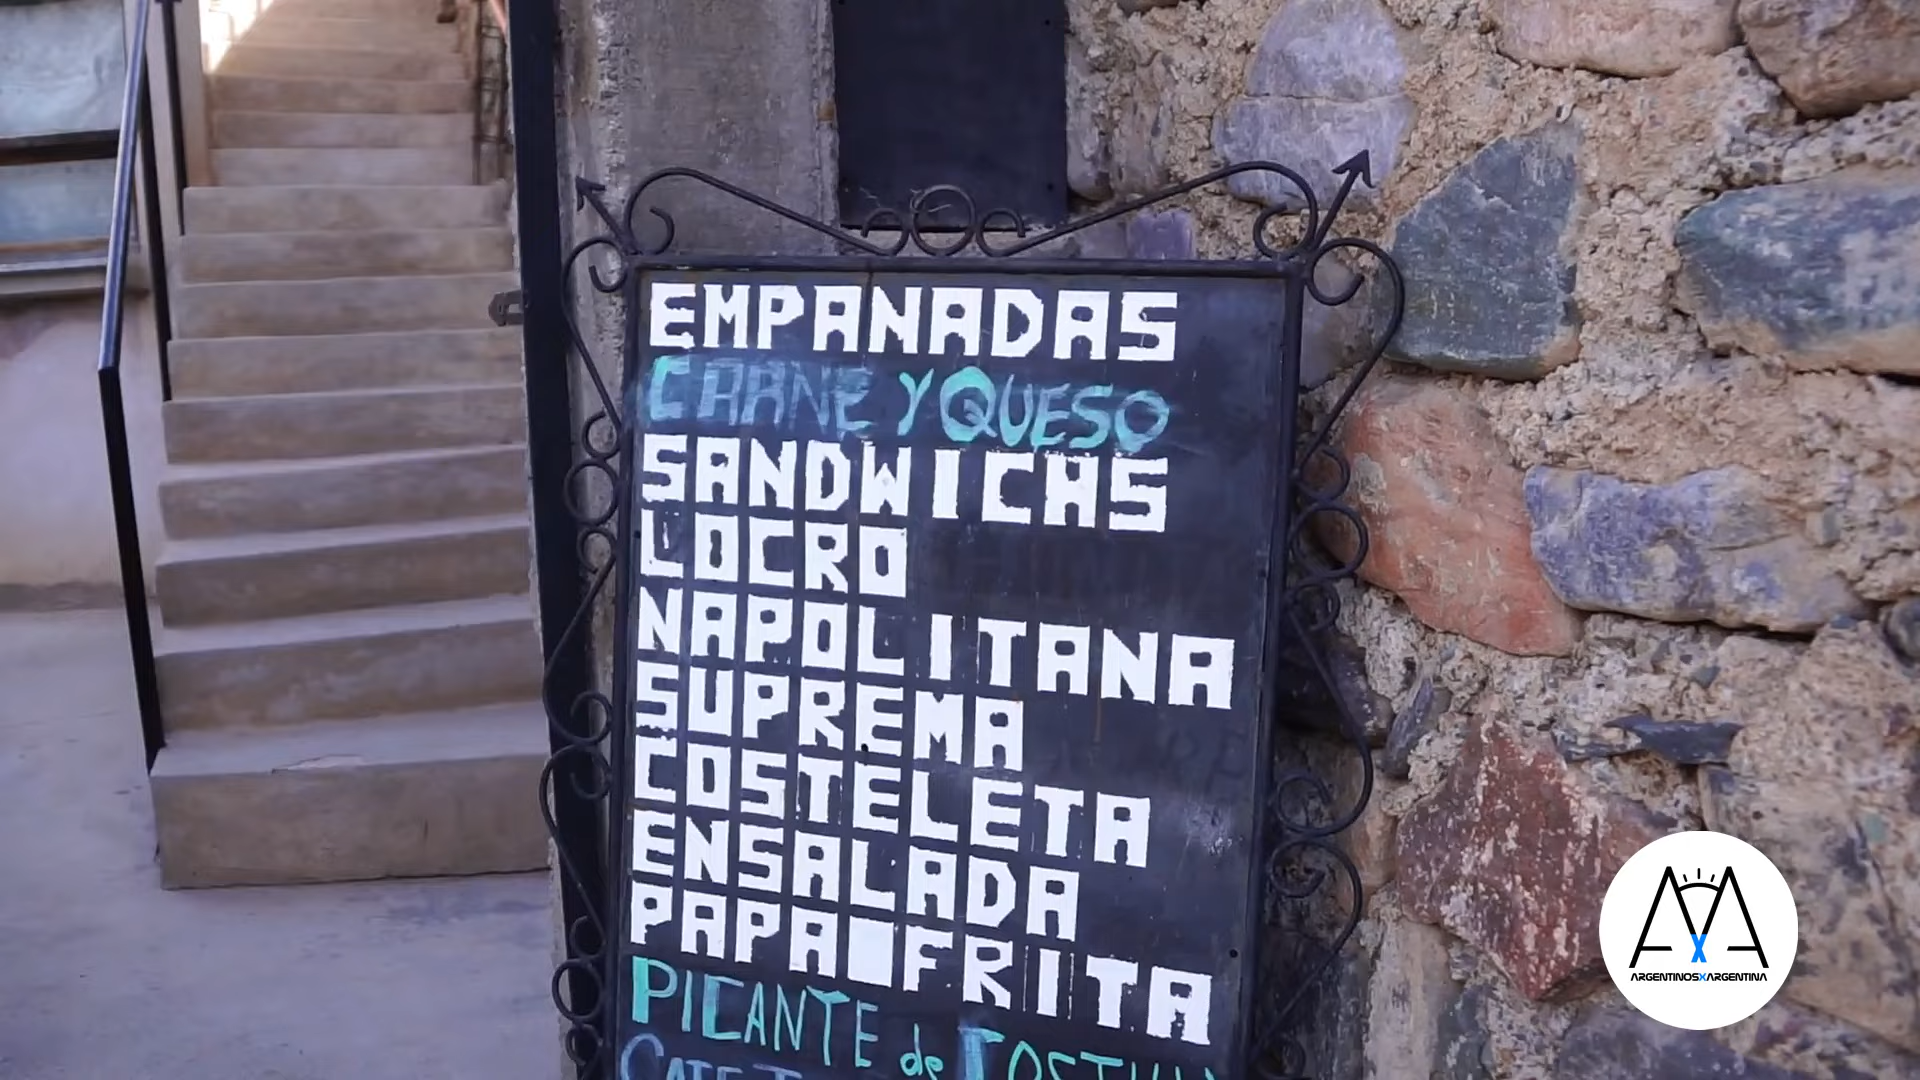 EMPANADAS
CARNE Y QUESO
SANDWICHS
LOCRO
NAPOLITANA
SUPREMA
COSTELETA
ENSALADA
PAPA FRITA
PICANTE de
ARGENTINOSXARGENTINA